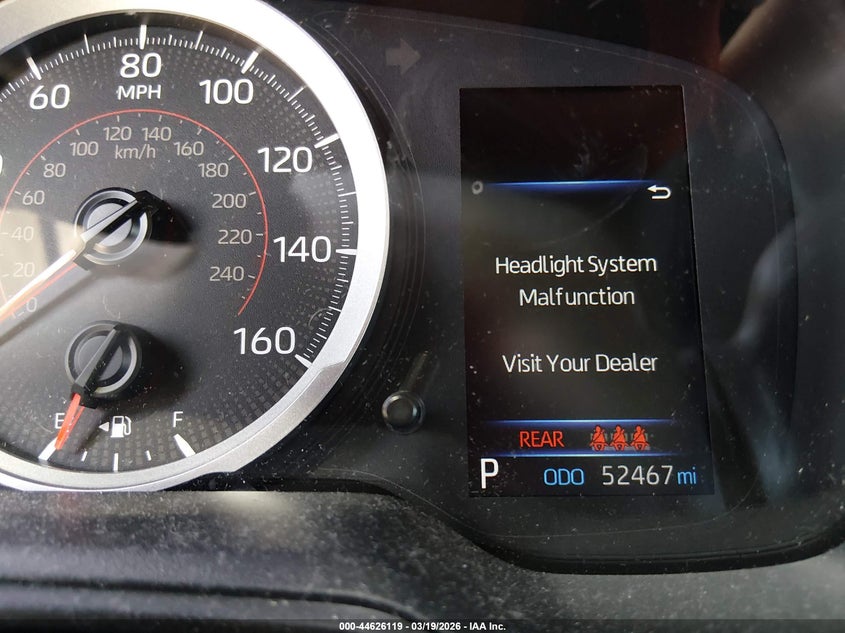 60
80
MPH
100
120
140
160
20
40
60
80
100
120
140
160
180
200
220
240
km/h
0
E
F
Headlight System
Malfunction
Visit Your Dealer
REAR
P
ODO 52467 mi
000-44626119 - 03/19/2026 - IAA Inc.